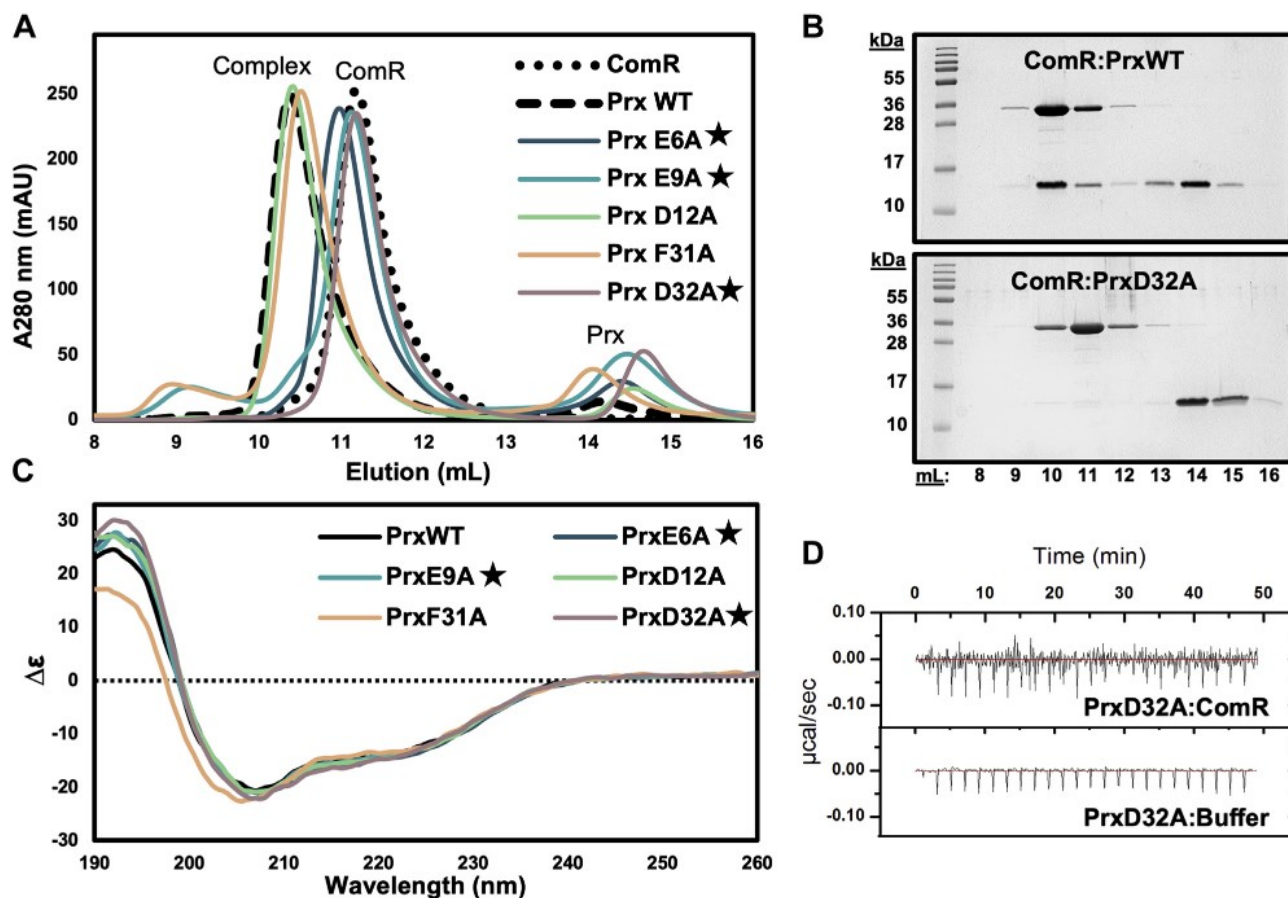 A
Complex
ComR
A280 nm (mAU)
250
200
150
100
50
0
ComR
Prx WT
Prx E6A★
Prx E9A★
Prx D12A
Prx F31A
Prx D32A★
Prx
8 9 10 11 12 13 14 15 16
Elution (mL)
B
kDa
ComR:PrxWT
55
36
28
17
10
kDa
ComR:PrxD32A
55
36
28
17
10
mL: 8 9 10 11 12 13 14 15 16
C
Δε
30
20
10
0
-10
-20
-30
PrxWT PrxE6A★
PrxE9A★ PrxD12A
PrxF31A PrxD32A★
190 200 210 220 230 240 250 260
Wavelength (nm)
D
Time (min)
0 10 20 30 40 50
µcal/sec
0.10
0.00
-0.10
PrxD32A:ComR
0.00
-0.10
PrxD32A:Buffer